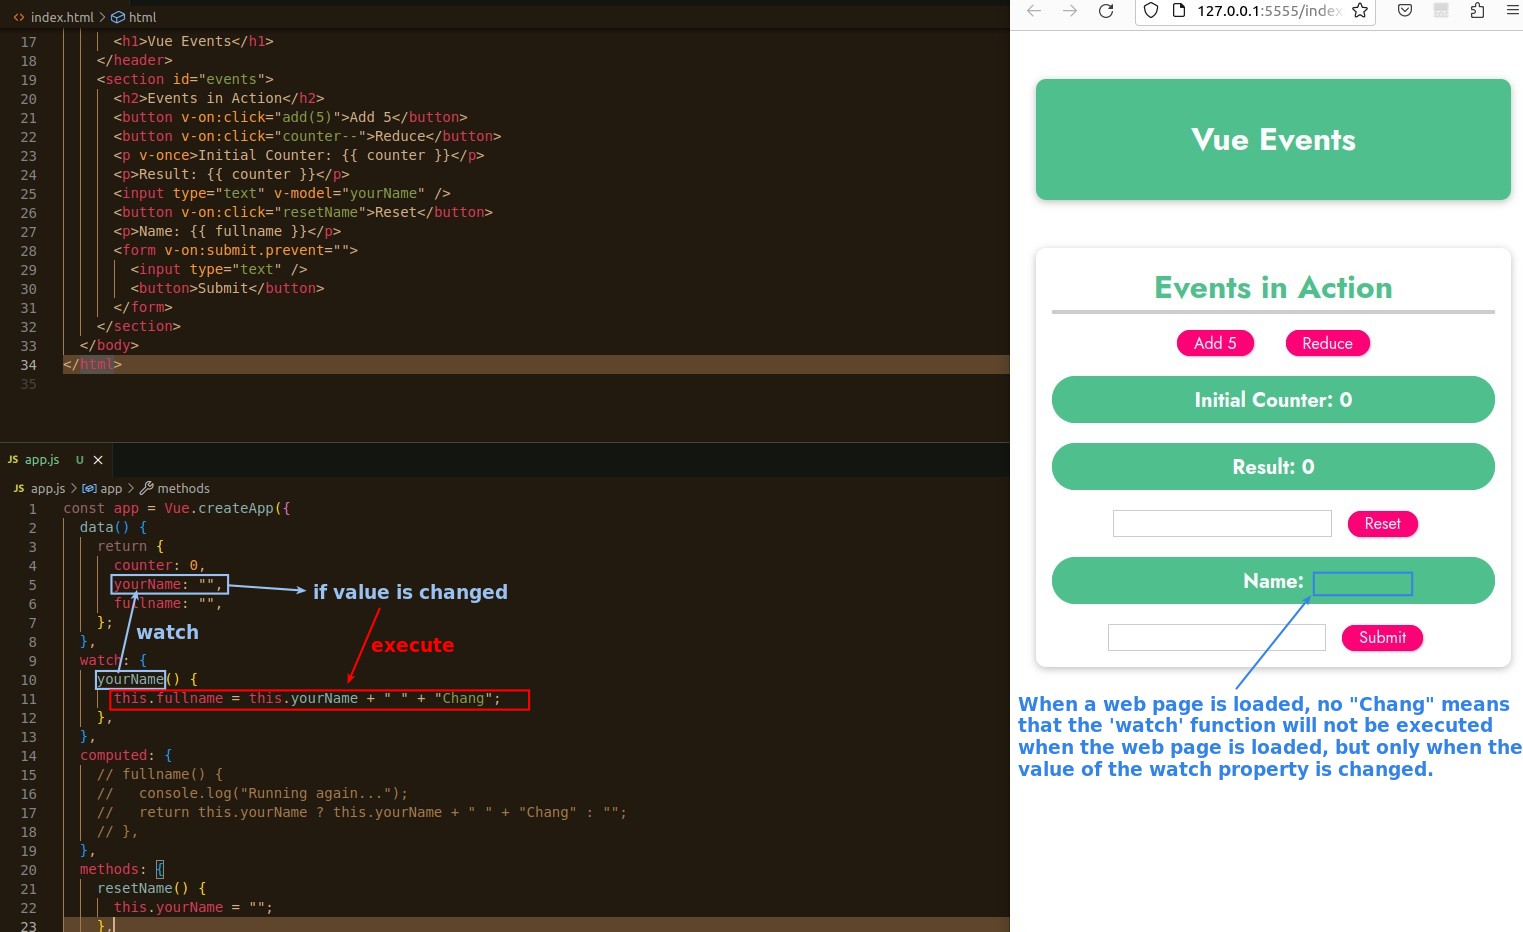 index.html > html
17 <h1>Vue Events</h1>
18 </header>
19 <section id="events">
20 <h2>Events in Action</h2>
21 <button v-on:click="add(5)">Add 5</button>
22 <button v-on:click="counter--">Reduce</button>
23 <p v-once>Initial Counter: {{ counter }}</p>
24 <p>Result: {{ counter }}</p>
25 <input type="text" v-model="yourName" />
26 <button v-on:click="resetName">Reset</button>
27 <p>Name: {{ fullname }}</p>
28 <form v-on:submit.prevent="">
29 <input type="text" />
30 <button>Submit</button>
31 </form>
32 </section>
33 </body>
34 </html>
35
JS app.js U ×
JS app.js > app > methods
1 const app = Vue.createApp({
2 data() {
3 return {
4 counter: 0,
5 yourName: "",
6 fullname: "",
7 };
8 },
9 watch: {
10 yourName() {
11 this.fullname = this.yourName + " " + "Chang";
12 },
13 },
14 computed: {
15 // fullname() {
16 //   console.log("Running again...");
17 //   return this.yourName ? this.yourName + " " + "Chang" : "";
18 // },
19 },
20 methods: {
21 resetName() {
22 this.yourName = "";
23 },
if value is changed
watch
execute
127.0.0.1:5555/index
Vue Events
Events in Action
Add 5 Reduce
Initial Counter: 0
Result: 0
Reset
Name:
Submit
When a web page is loaded, no "Chang" means
that the 'watch' function will not be executed
when the web page is loaded, but only when the
value of the watch property is changed.